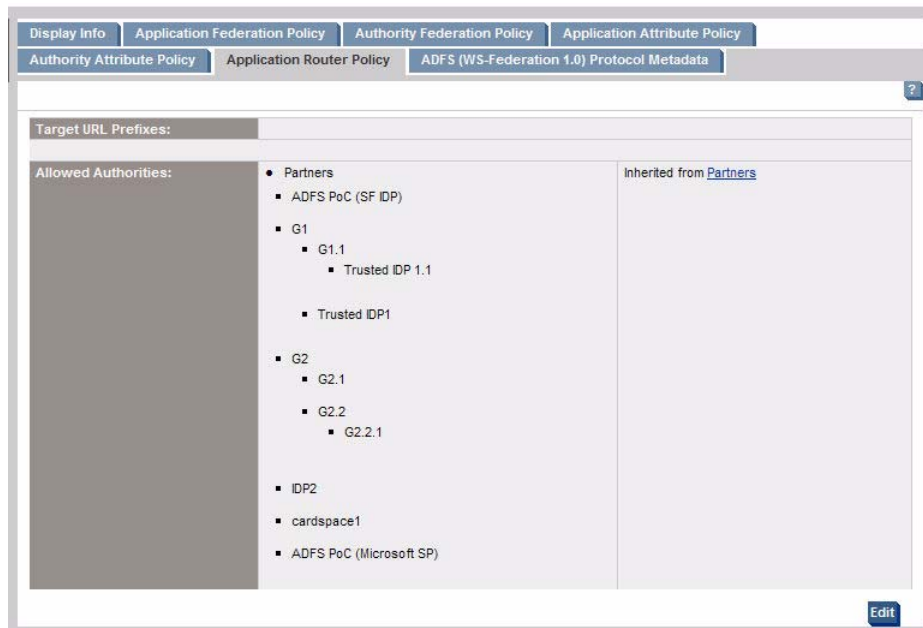 Display Info Application Federation Policy Authority Federation Policy Application Attribute Policy
Authority Attribute Policy Application Router Policy ADFS (WS-Federation 1.0) Protocol Metadata
?
Target URL Prefixes:
Allowed Authorities:
Partners
Inherited from Partners
ADFS PoC (SF IDP)
G1
G1.1
Trusted IDP 1.1
Trusted IDP1
G2
G2.1
G2.2
G2.2.1
IDP2
cardspace1
ADFS PoC (Microsoft SP)
Edit